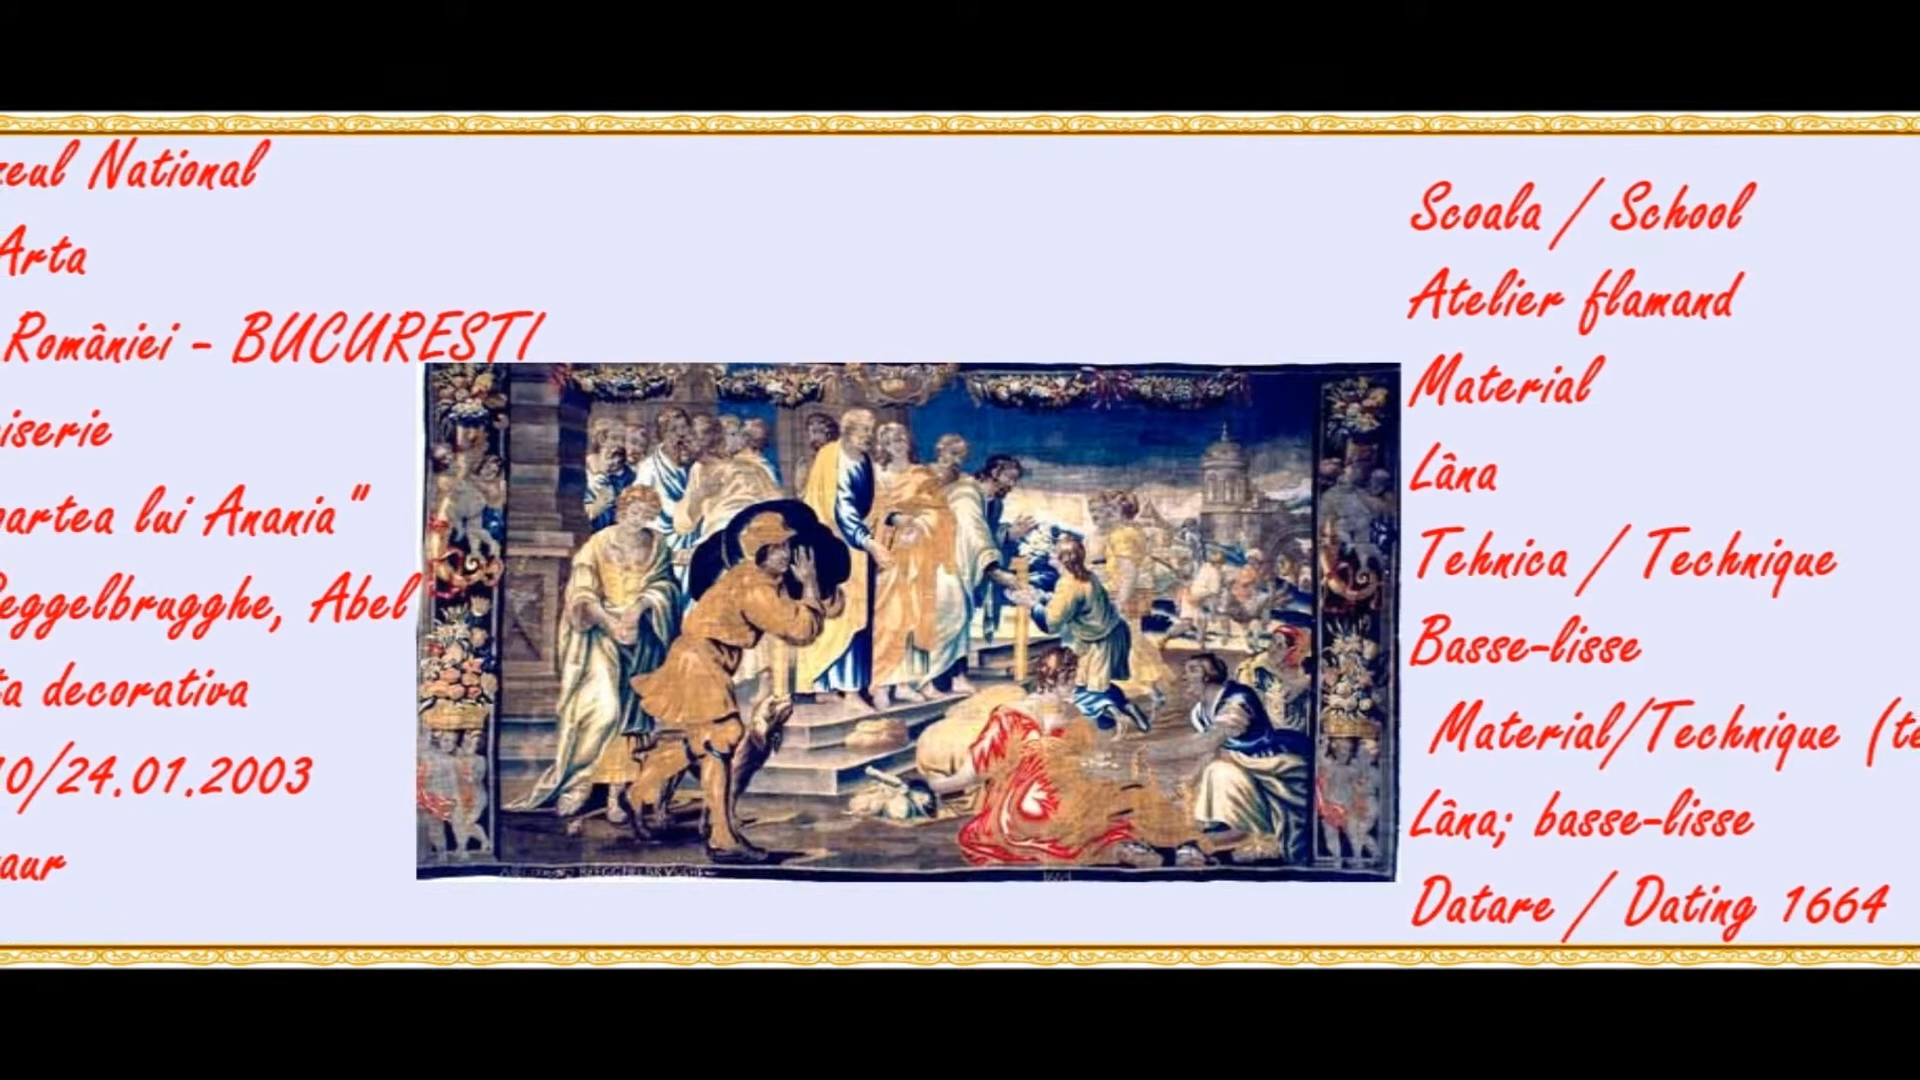 zeul National
Arta
României - BUCURESTI
iserie
artea lui Anania"
eggelbrugghe, Abel
ta decorativa
10/24.01.2003
aur
Scoala / School
Atelier flamand
Material
Lâna
Tehnica / Technique
Basse-lisse
Material/Technique (te
Lâna; basse-lisse
Datare / Dating 1664